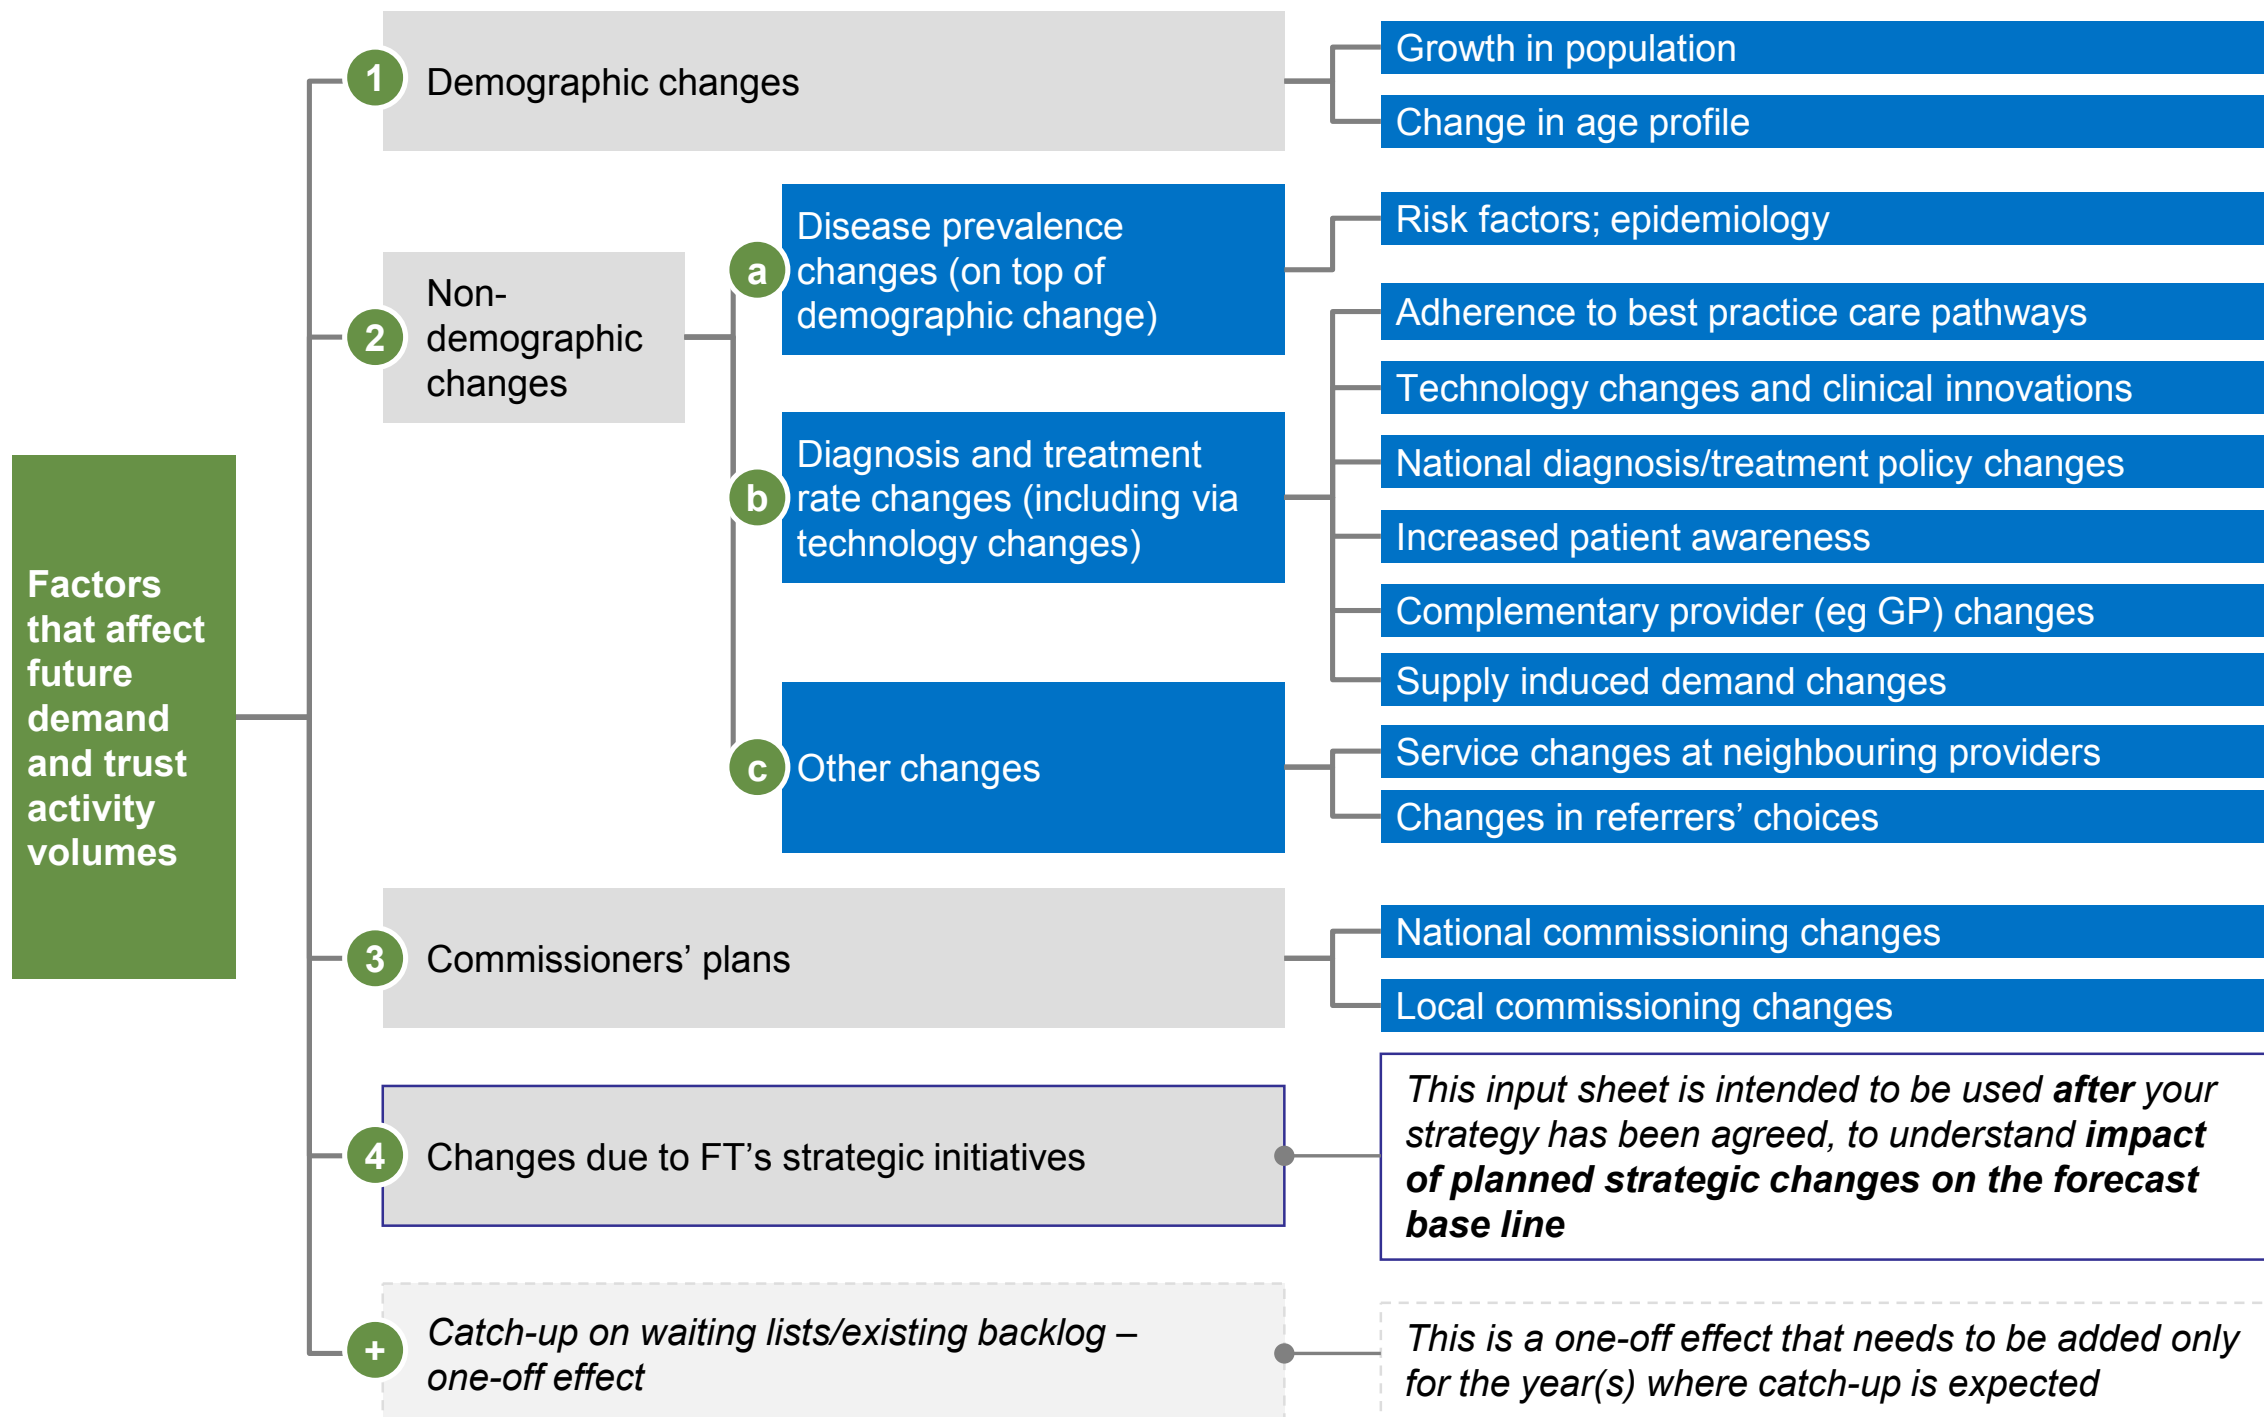 Factors
that affect
future
demand
and trust
activity
volumes
1
Demographic changes
Growth in population
Change in age profile
2
Non-
demographic
changes
a
Disease prevalence
changes (on top of
demographic change)
Risk factors; epidemiology
b
Diagnosis and treatment
rate changes (including via
technology changes)
Adherence to best practice care pathways
Technology changes and clinical innovations
National diagnosis/treatment policy changes
Increased patient awareness
Complementary provider (eg GP) changes
Supply induced demand changes
c
Other changes
Service changes at neighbouring providers
Changes in referrers’ choices
3
Commissioners’ plans
National commissioning changes
Local commissioning changes
4
Changes due to FT’s strategic initiatives
This input sheet is intended to be used after your
strategy has been agreed, to understand impact
of planned strategic changes on the forecast
base line
+
Catch-up on waiting lists/existing backlog –
one-off effect
This is a one-off effect that needs to be added only
for the year(s) where catch-up is expected